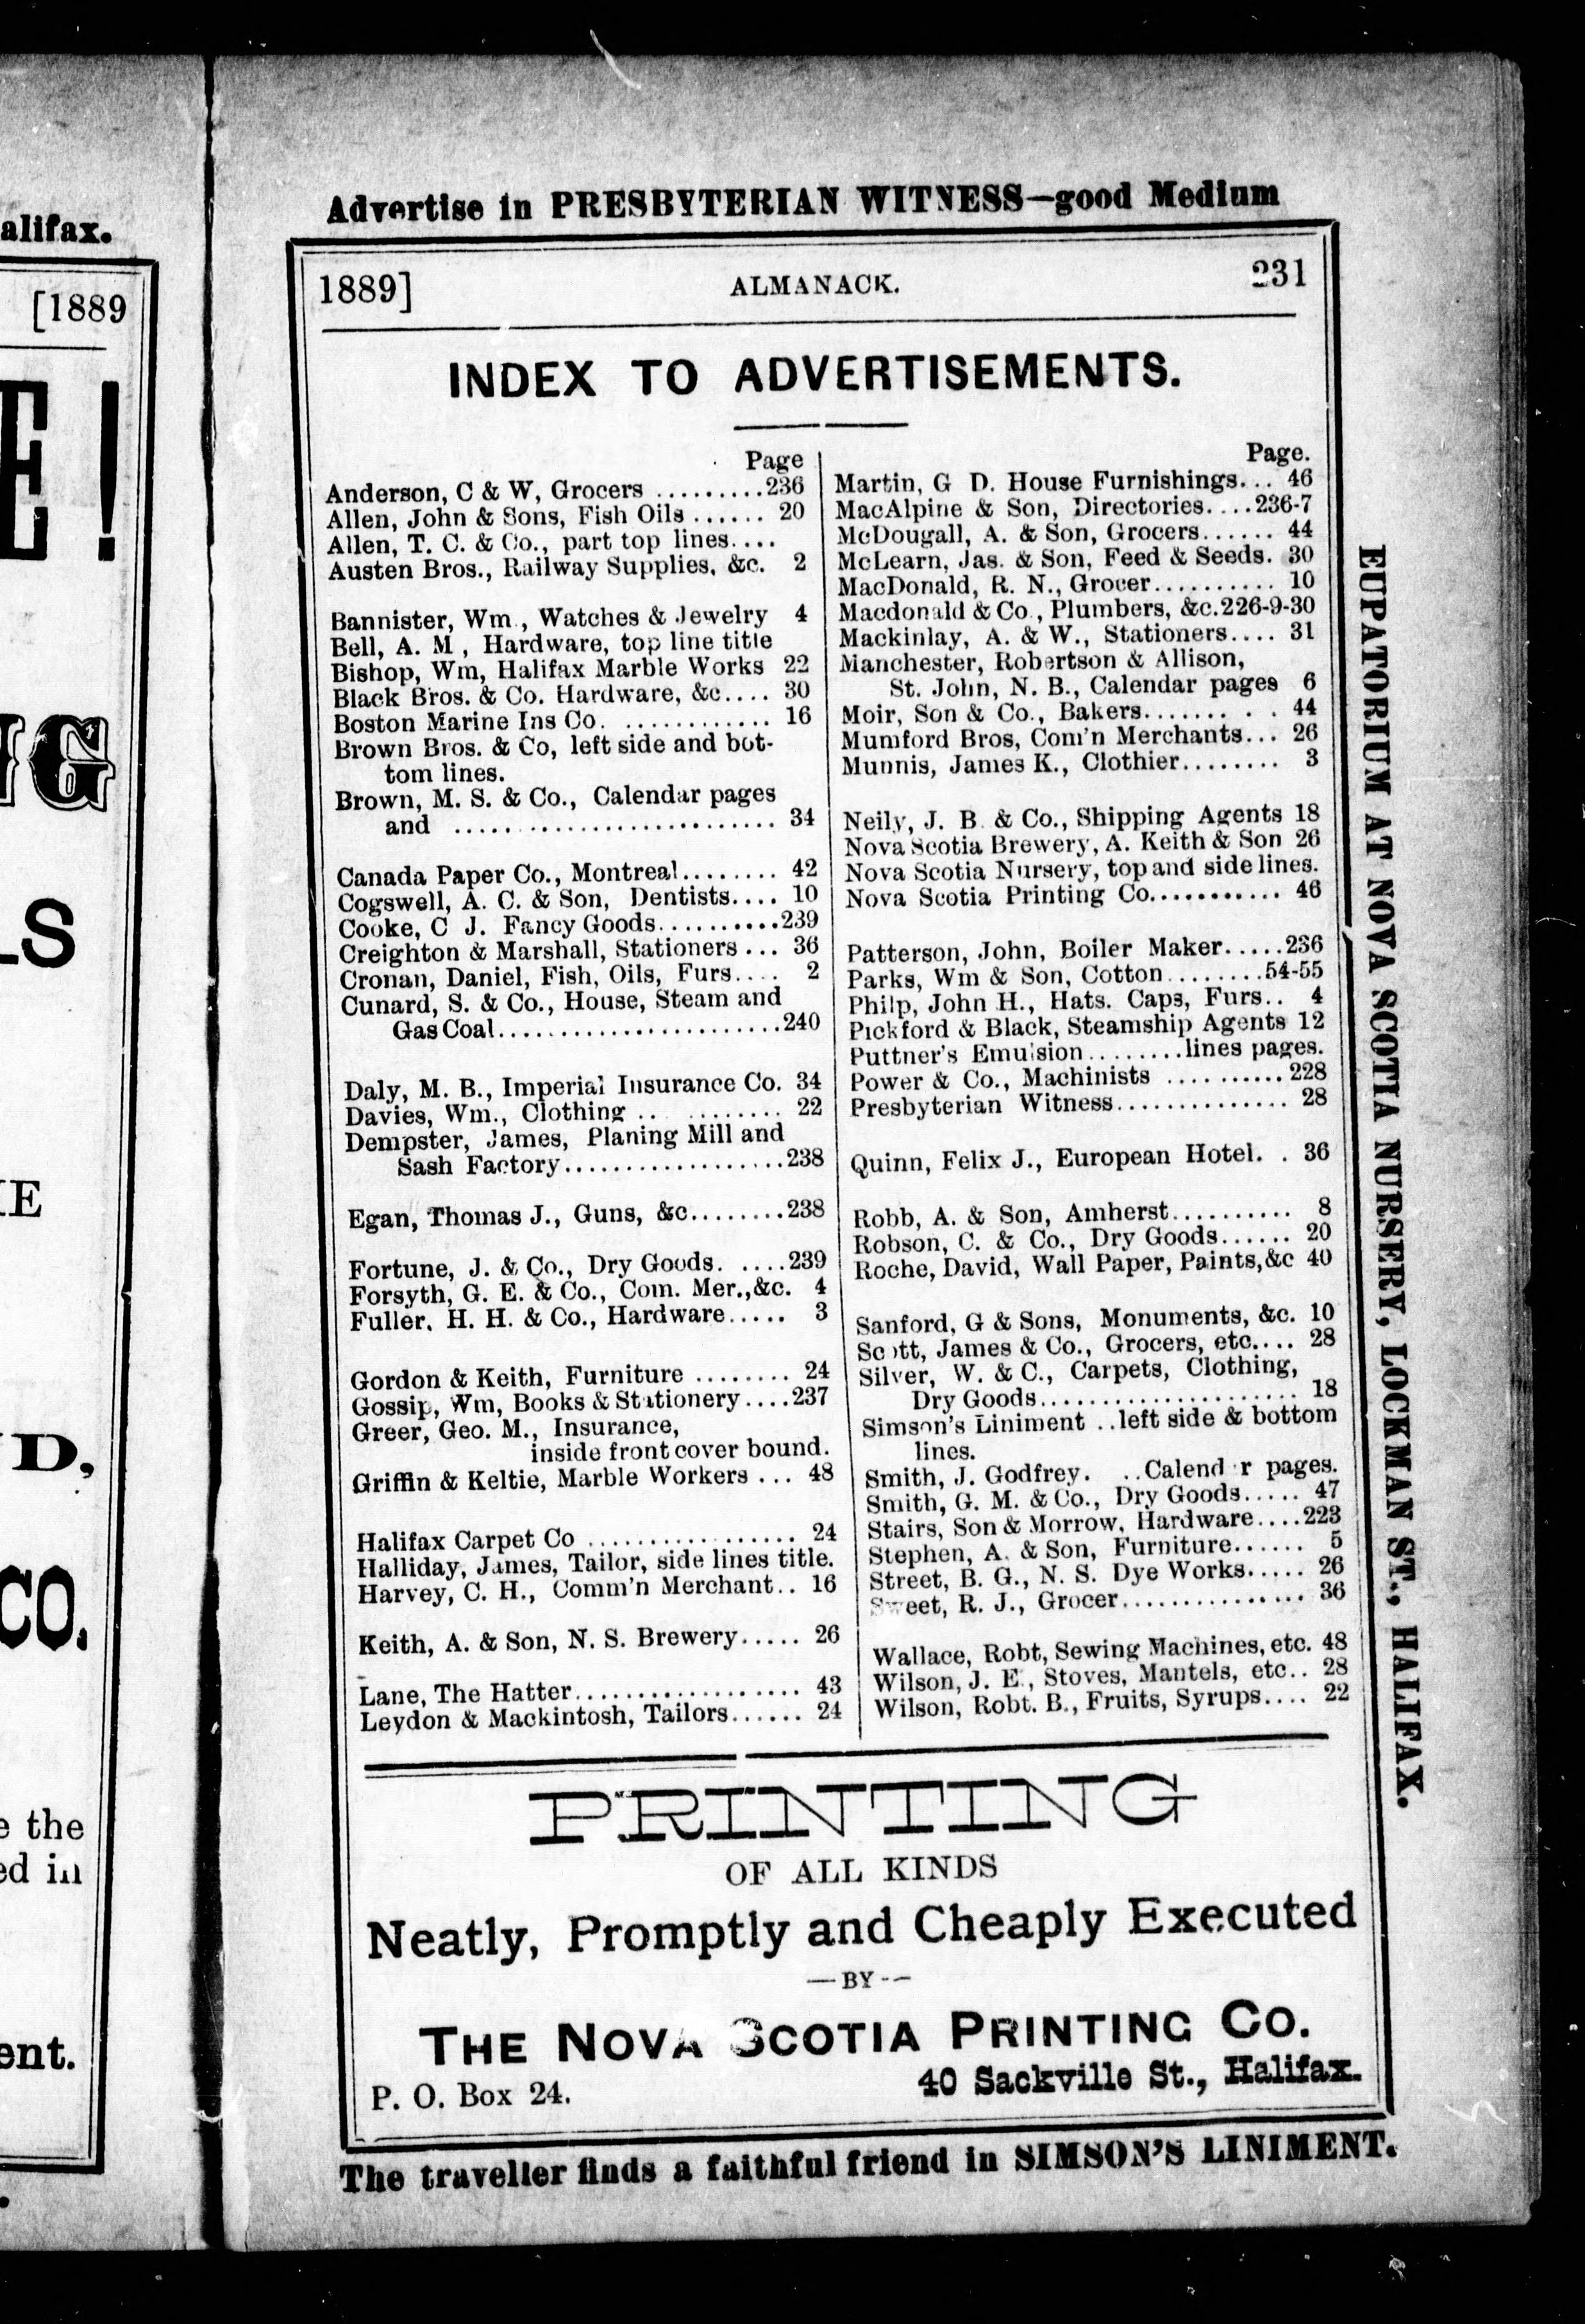 alifax.
[1889
E!
NG
LS
E
D,
CO.
e the
ed in
ent.
Advertise in PRESBYTERIAN WITNESS—good Medium
1889]
ALMANACK.
231
INDEX TO ADVERTISEMENTS.
Page
Anderson, C & W, Grocers .........236
Allen, John & Sons, Fish Oils ...... 20
Allen, T. C. & Co., part top lines....
Austen Bros., Railway Supplies, &c. 2
Bannister, Wm., Watches & Jewelry 4
Bell, A. M , Hardware, top line title
Bishop, Wm, Halifax Marble Works 22
Black Bros. & Co. Hardware, &c.... 30
Boston Marine Ins Co. ............ 16
Brown Bros. & Co, left side and bot-
tom lines.
Brown, M. S. & Co., Calendar pages
and ........................... 34
Canada Paper Co., Montreal........ 42
Cogswell, A. C. & Son, Dentists.... 10
Cooke, C J. Fancy Goods..........239
Creighton & Marshall, Stationers ... 36
Cronan, Daniel, Fish, Oils, Furs.... 2
Cunard, S. & Co., House, Steam and
Gas Coal.......................240
Daly, M. B., Imperial Insurance Co. 34
Davies, Wm., Clothing .. ......... 22
Dempster, James, Planing Mill and
Sash Factory..................238
Egan, Thomas J., Guns, &c........238
Fortune, J. & Co., Dry Goods. ....239
Forsyth, G. E. & Co., Com. Mer.,&c. 4
Fuller. H. H. & Co., Hardware..... 3
Gordon & Keith, Furniture ........ 24
Gossip, Wm, Books & Stationery....237
Greer, Geo. M., Insurance,
inside front cover bound.
Griffin & Keltie, Marble Workers ... 48
Halifax Carpet Co ................ 24
Halliday, James, Tailor, side lines title.
Harvey, C. H., Comm'n Merchant.. 16
Keith, A. & Son, N. S. Brewery..... 26
Lane, The Hatter.................. 43
Leydon & Mackintosh, Tailors...... 24
Page.
Martin, G D. House Furnishings... 46
MacAlpine & Son, Directories....236-7
McDougall, A. & Son, Grocers...... 44
McLearn, Jas. & Son, Feed & Seeds. 30
MacDonald, R. N., Grocer.......... 10
Macdonald & Co., Plumbers, &c.226-9-30
Mackinlay, A. & W., Stationers.... 31
Manchester, Robertson & Allison,
St. John, N. B., Calendar pages 6
Moir, Son & Co., Bakers....... . . 44
Mumford Bros, Com'n Merchants... 26
Munnis, James K., Clothier........ 3
Neily, J. B. & Co., Shipping Agents 18
Nova Scotia Brewery, A. Keith & Son 26
Nova Scotia Nursery, top and side lines.
Nova Scotia Printing Co........... 46
Patterson, John, Boiler Maker.....236
Parks, Wm & Son, Cotton........54-55
Philp, John H., Hats. Caps, Furs.. 4
Pickford & Black, Steamship Agents 12
Puttner's Emulsion........lines pages.
Power & Co., Machinists ..........228
Presbyterian Witness.............. 28
Quinn, Felix J., European Hotel. . 36
Robb, A. & Son, Amherst.......... 8
Robson, C. & Co., Dry Goods...... 20
Roche, David, Wall Paper, Paints,&c 40
Sanford, G & Sons, Monuments, &c. 10
Scott, James & Co., Grocers, etc.... 28
Silver, W. & C., Carpets, Clothing,
Dry Goods...................... 18
Simson's Liniment ..left side & bottom
lines.
Smith, J. Godfrey. ..Calend r pages.
Smith, G. M. & Co., Dry Goods..... 47
Stairs, Son & Morrow, Hardware....223
Stephen, A. & Son, Furniture...... 5
Street, B. G., N. S. Dye Works..... 26
Sweet, R. J., Grocer............... 36
Wallace, Robt, Sewing Machines, etc. 48
Wilson, J. E., Stoves, Mantels, etc.. 28
Wilson, Robt. B., Fruits, Syrups.... 22
PRINTING
OF ALL KINDS
Neatly, Promptly and Cheaply Executed
—BY--
THE NOVA SCOTIA PRINTING CO.
40 Sackville St., Halifax.
P. O. Box 24.
The traveller finds a faithful friend in SIMSON'S LINIMENT.
EUPATORIUM AT NOVA SCOTIA NURSERY, LOCKMAN ST., HALIFAX.